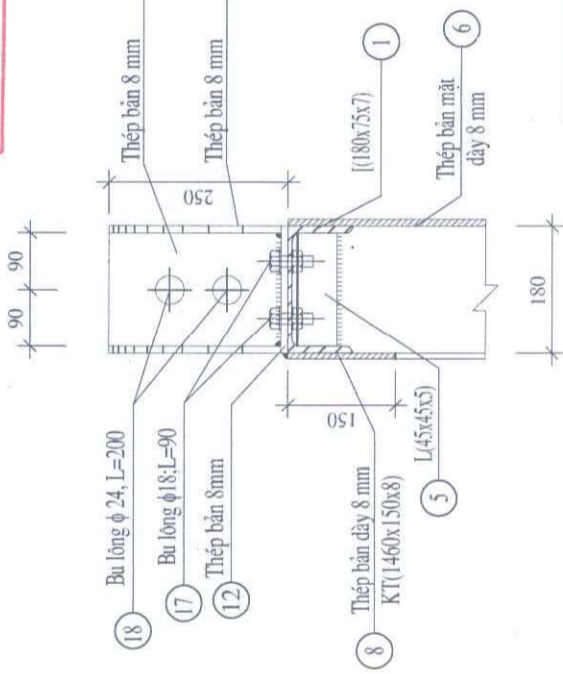 90
90
Thép bản 8 mm
Thép bản 8 mm
250
Bu lông ϕ 24, L=200
18
Bu lông ϕ18;L=90
17
Thép bản 8mm
12
[(180x75x7)
1
150
Thép bản dày 8 mm
KT(1460x150x8)
8
L(45x45x5)
5
Thép bản mặt
dày 8 mm
6
180